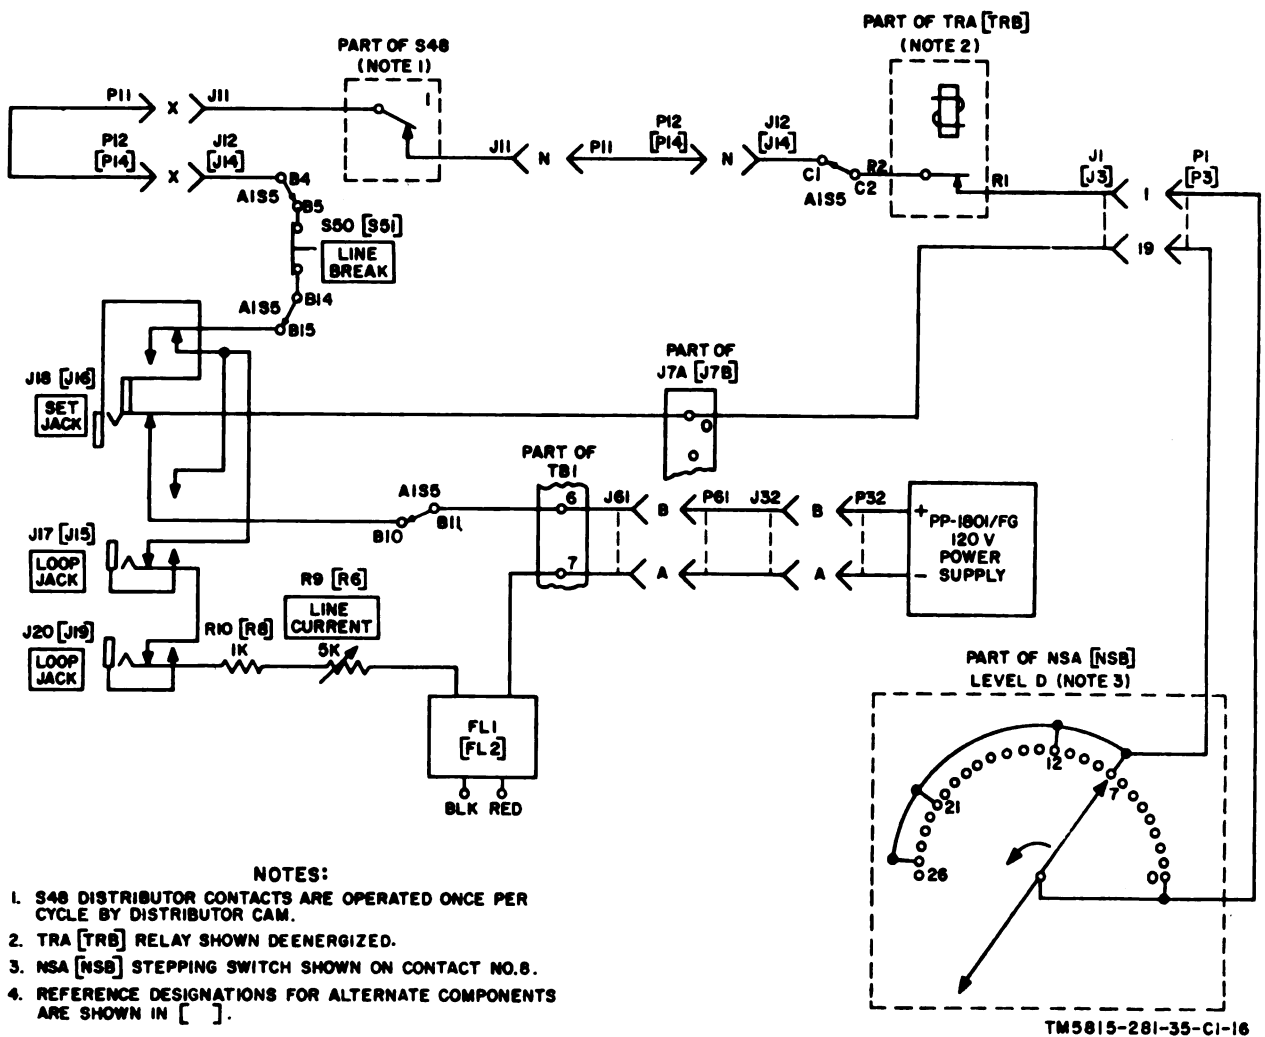 PART OF S48
(NOTE 1)
PART OF TRA [TRB]
(NOTE 2)
P11
X
J11
1
P12
[P14]
X
J12
[J14]
B4
A1S5
B5
S50 [S51]
LINE
BREAK
A1S5
B14
B15
J11
N
P11
P12
[P14]
N
J12
[J14]
C1
A1S5
C2
R2
R1
J1
[J3]
1
P1
[P3]
19
J18 [J16]
SET
JACK
PART OF
J7A [J7B]
O
PART OF
TB1
6
7
A1S5
B10
B11
J61
B
P61
J32
B
P32
A
A
+
PP-1801/FG
120 V
POWER
SUPPLY
-
J17 [J15]
LOOP
JACK
R9 [R6]
LINE
CURRENT
5K
J20 [J19]
LOOP
JACK
R10 [R8]
1K
FL1
[FL2]
BLK RED
PART OF NSA [NSB]
LEVEL D (NOTE 3)
12
7
21
26
0
NOTES:
1. S48 DISTRIBUTOR CONTACTS ARE OPERATED ONCE PER
CYCLE BY DISTRIBUTOR CAM.
2. TRA [TRB] RELAY SHOWN DEENERGIZED.
3. NSA [NSB] STEPPING SWITCH SHOWN ON CONTACT NO.8.
4. REFERENCE DESIGNATIONS FOR ALTERNATE COMPONENTS
ARE SHOWN IN [ ].
TM5815-281-35-C1-16